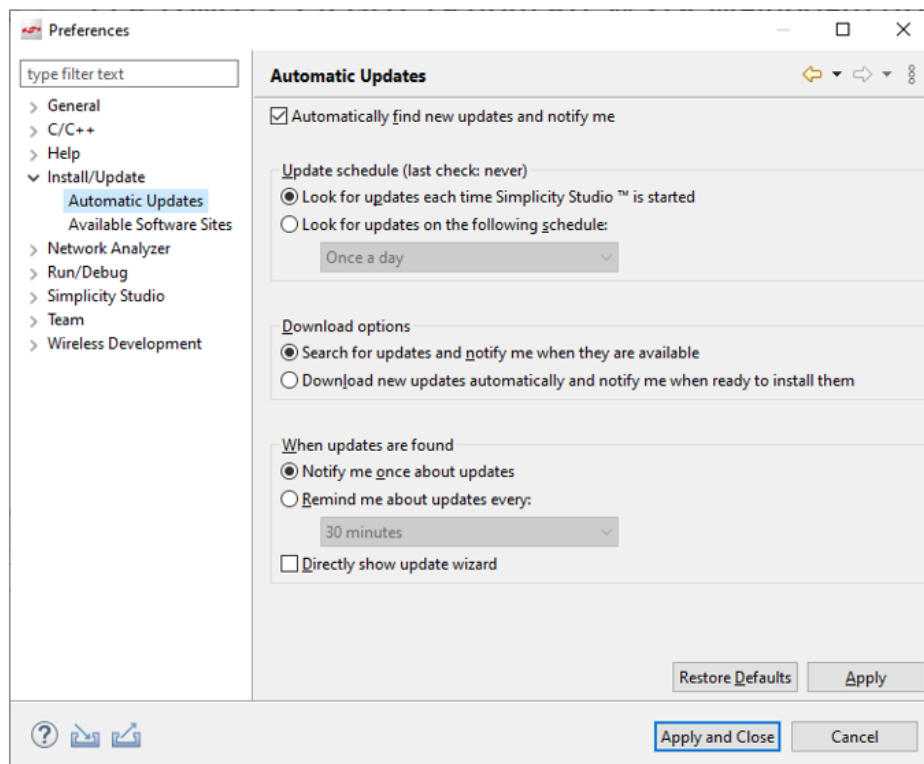 Preferences
type filter text
General
C/C++
Help
Install/Update
Automatic Updates
Available Software Sites
Network Analyzer
Run/Debug
Simplicity Studio
Team
Wireless Development
Automatic Updates
Automatically find new updates and notify me
Update schedule (last check: never)
Look for updates each time Simplicity Studio ™ is started
Look for updates on the following schedule:
Once a day
Download options
Search for updates and notify me when they are available
Download new updates automatically and notify me when ready to install them
When updates are found
Notify me once about updates
Remind me about updates every:
30 minutes
Directly show update wizard
Restore Defaults Apply
Apply and Close Cancel